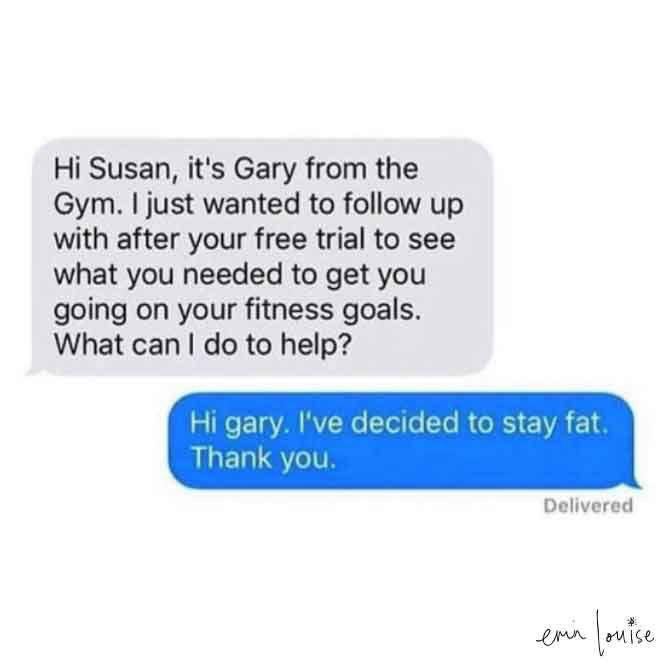 Hi Susan, it's Gary from the
Gym. I just wanted to follow up
with after your free trial to see
what you needed to get you
going on your fitness goals.
What can I do to help?
Hi gary. I've decided to stay fat.
Thank you.
Delivered
erin louise